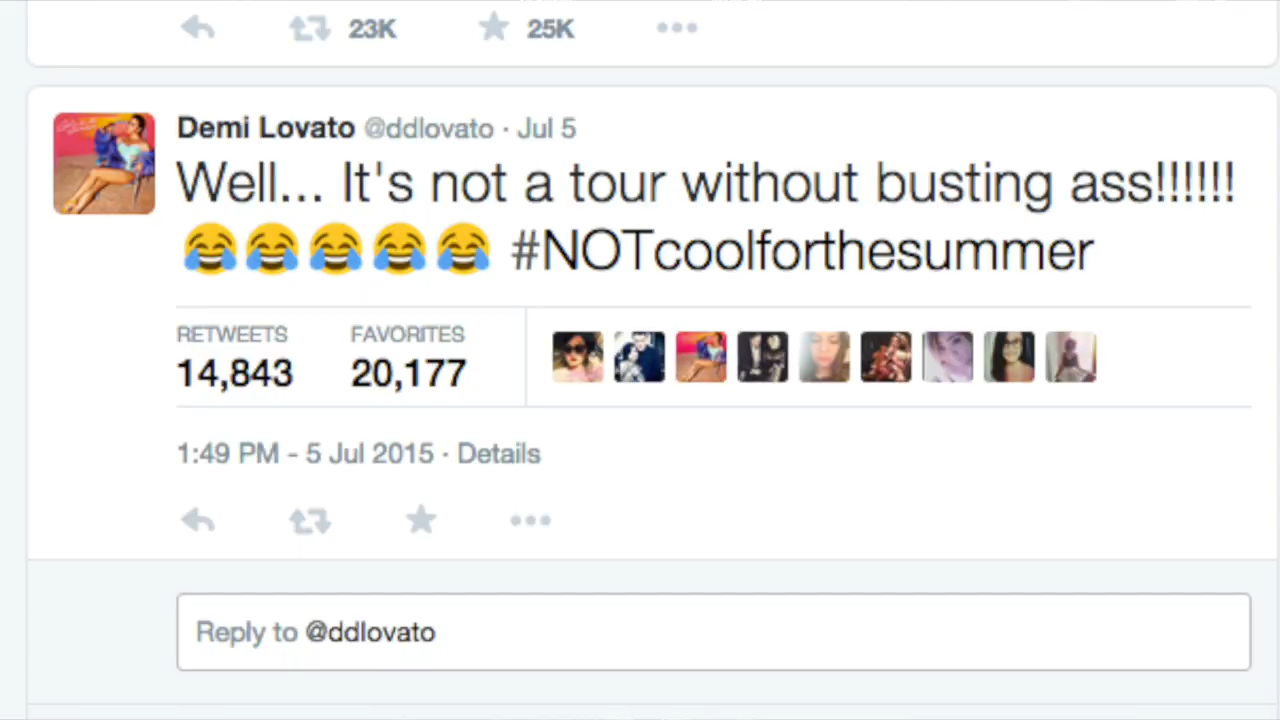 23K 25K
Demi Lovato @ddlovato · Jul 5
Well... It's not a tour without busting ass!!!!!!
😂😂😂😂😂 #NOTcoolforthesummer
RETWEETS FAVORITES
14,843 20,177
1:49 PM - 5 Jul 2015 · Details
Reply to @ddlovato